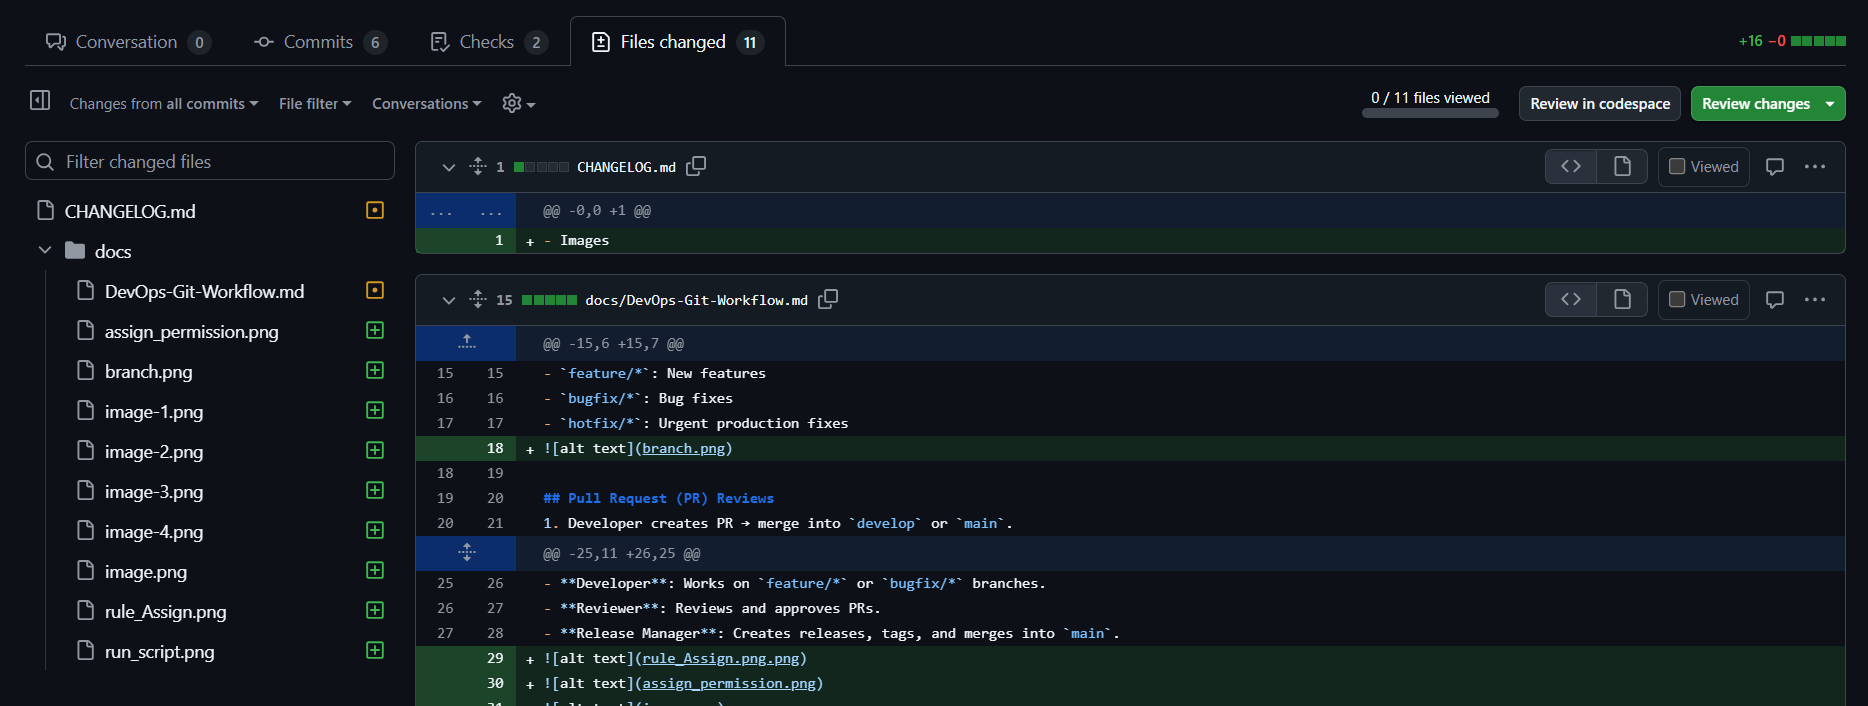 Conversation 0 Commits 6 Checks 2 Files changed 11 +16 −0
Changes from all commits File filter Conversations 0 / 11 files viewed Review in codespace Review changes
Filter changed files
CHANGELOG.md
docs
DevOps-Git-Workflow.md
assign_permission.png
branch.png
image-1.png
image-2.png
image-3.png
image-4.png
image.png
rule_Assign.png
run_script.png
1 CHANGELOG.md Viewed
... ... @@ -0,0 +1 @@
1 + - Images
15 docs/DevOps-Git-Workflow.md Viewed
@@ -15,6 +15,7 @@
15 15 - `feature/*`: New features
16 16 - `bugfix/*`: Bug fixes
17 17 - `hotfix/*`: Urgent production fixes
18 + ![alt text](branch.png)
18 19
19 20 ## Pull Request (PR) Reviews
20 21 1. Developer creates PR → merge into `develop` or `main`.
@@ -25,11 +26,25 @@
25 26 - **Developer**: Works on `feature/*` or `bugfix/*` branches.
26 27 - **Reviewer**: Reviews and approves PRs.
27 28 - **Release Manager**: Creates releases, tags, and merges into `main`.
29 + ![alt text](rule_Assign.png.png)
30 + ![alt text](assign_permission.png)